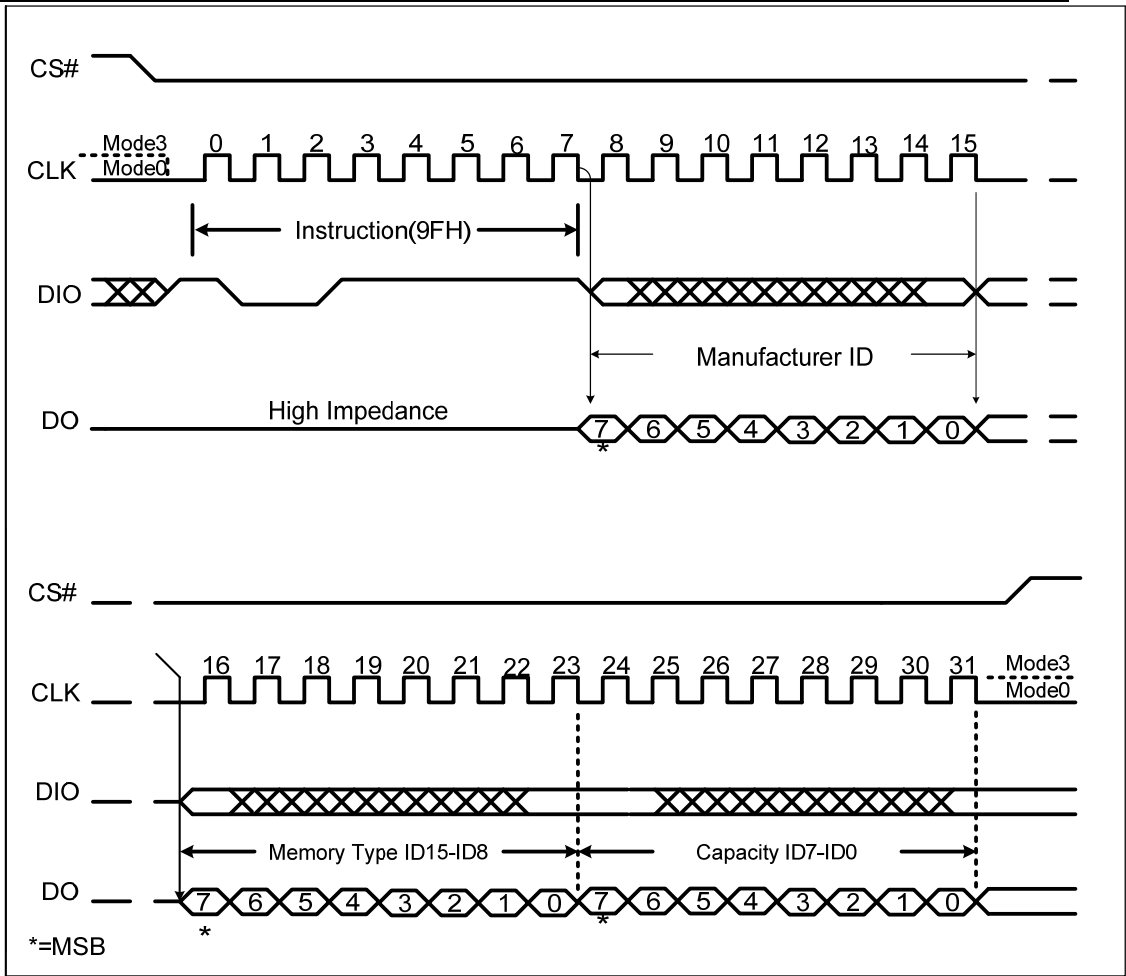 CS#
Mode3 0 1 2 3 4 5 6 7 8 9 10 11 12 13 14 15
CLK Mode0
Instruction(9FH)
DIO
Manufacturer ID
High Impedance
DO 7 6 5 4 3 2 1 0
*
CS#
16 17 18 19 20 21 22 23 24 25 26 27 28 29 30 31 Mode3
CLK Mode0
DIO
Memory Type ID15-ID8 Capacity ID7-ID0
DO 7 6 5 4 3 2 1 0 7 6 5 4 3 2 1 0
* *
*=MSB